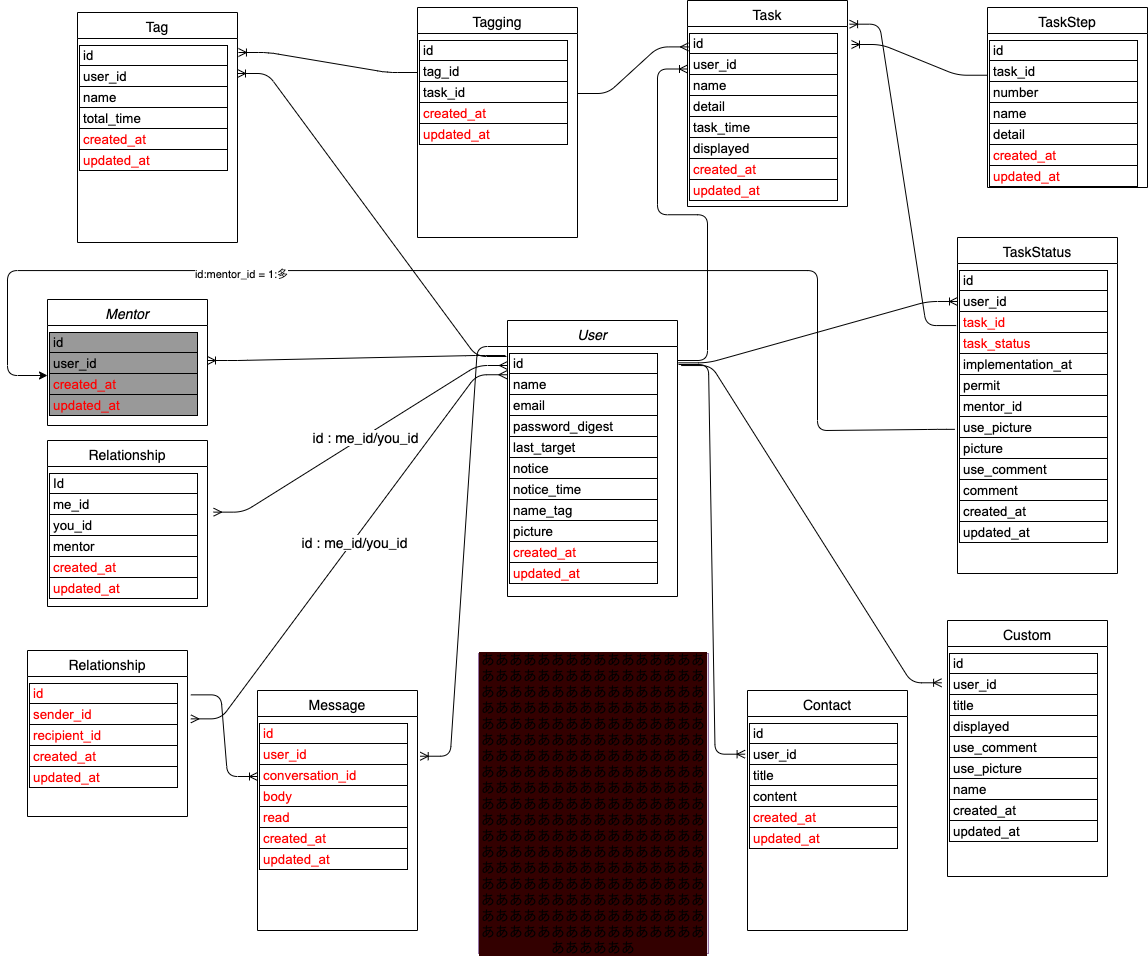 Tag
id
user_id
name
total_time
created_at
updated_at
Tagging
id
tag_id
task_id
created_at
updated_at
Task
id
user_id
name
detail
task_time
displayed
created_at
updated_at
TaskStep
id
task_id
number
name
detail
created_at
updated_at
id:mentor_id = 1:多
Mentor
id
user_id
created_at
updated_at
User
id
name
email
password_digest
last_target
notice
notice_time
name_tag
picture
created_at
updated_at
TaskStatus
id
user_id
task_id
task_status
implementation_at
permit
mentor_id
use_picture
picture
use_comment
comment
created_at
updated_at
id : me_id/you_id
Relationship
Id
me_id
you_id
mentor
created_at
updated_at
id : me_id/you_id
Relationship
id
sender_id
recipient_id
created_at
updated_at
Message
id
user_id
conversation_id
body
read
created_at
updated_at
Contact
id
user_id
title
content
created_at
updated_at
Custom
id
user_id
title
displayed
use_comment
use_picture
name
created_at
updated_at